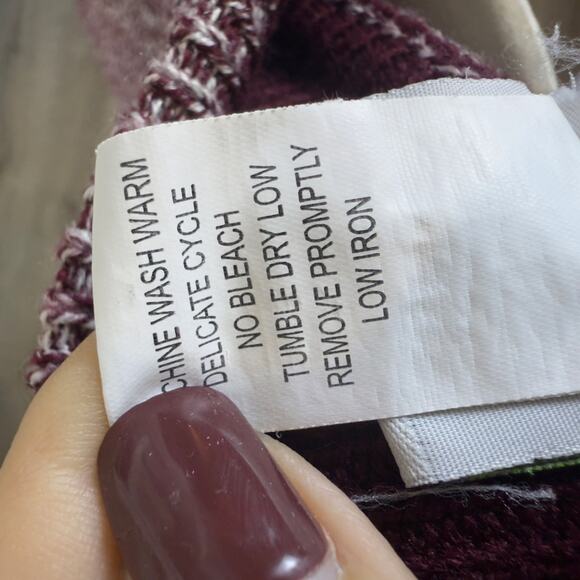 CHINE WASH WARM
DELICATE CYCLE
NO BLEACH
TUMBLE DRY LOW
REMOVE PROMPTLY
LOW IRON